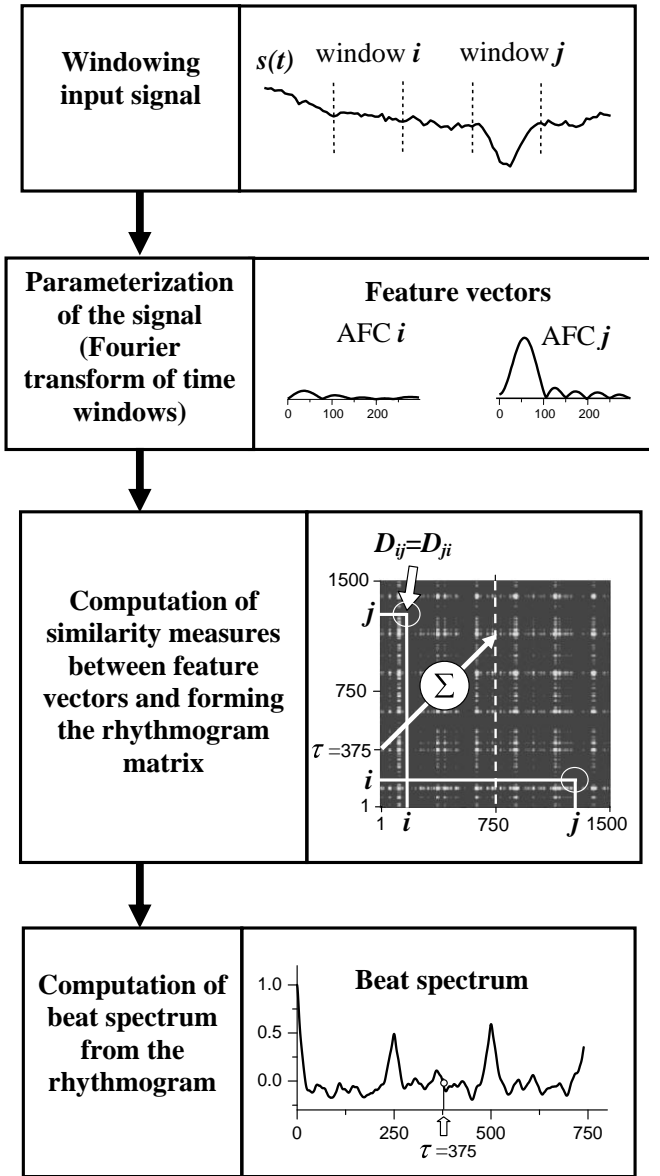 Windowing
input signal
s(t)
window i
window j
Parameterization
of the signal
(Fourier
transform of time
windows)
Feature vectors
AFC i
AFC j
0 100 200
0 100 200
Computation of
similarity measures
between feature
vectors and forming
the rhythmogram
matrix
Dij=Dji
1500
j
750
Σ
τ =375
i
1
1 i 750 j 1500
Computation of
beat spectrum
from the
rhythmogram
Beat spectrum
1.0
0.5
0.0
0 250 500 750
τ =375